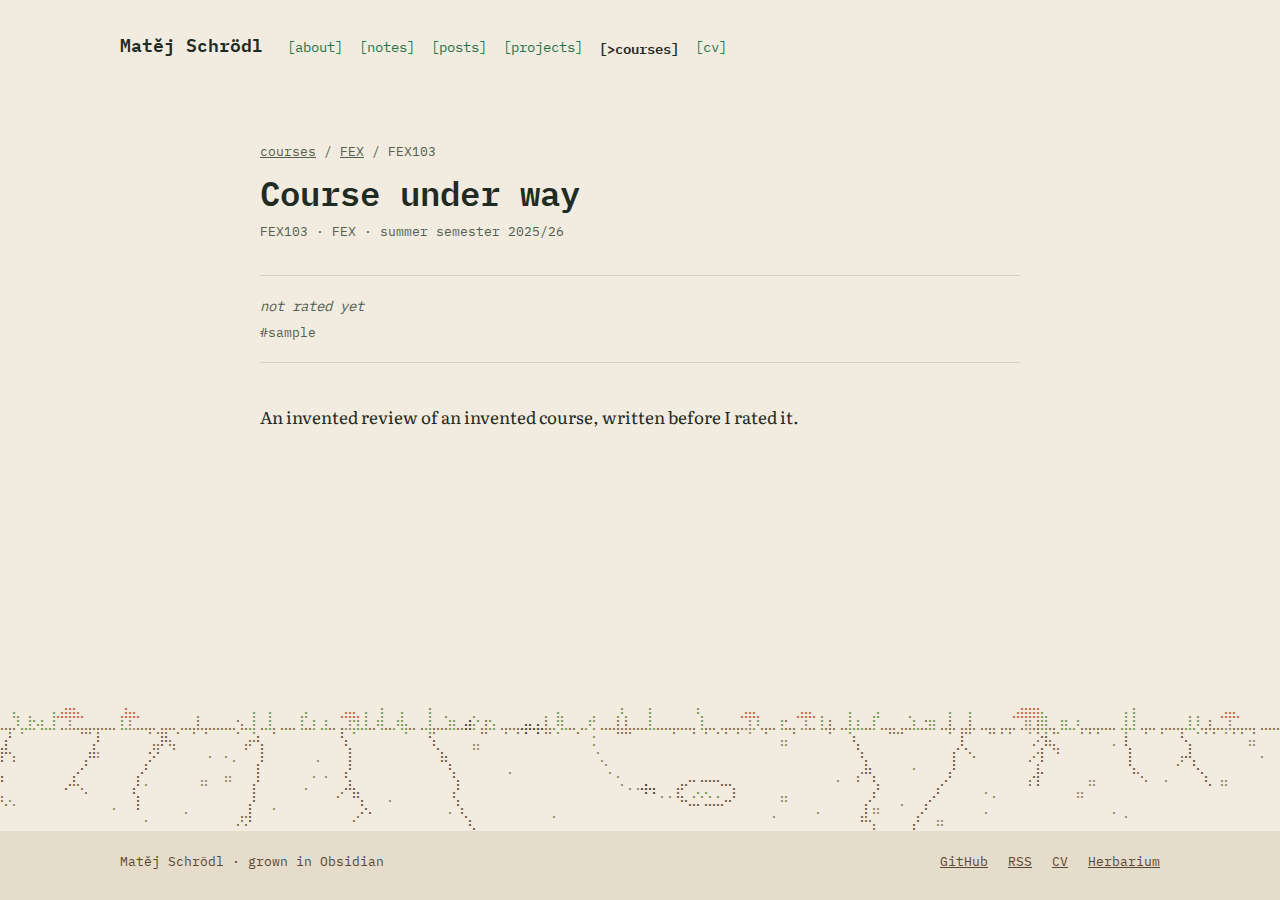 Matěj Schrödl [about] [notes] [posts] [projects] [>courses] [cv]
courses / FEX / FEX103
Course under way
FEX103 · FEX · summer semester 2025/26
not rated yet
#sample
An invented review of an invented course, written before I rated it.
Matěj Schrödl · grown in Obsidian GitHub RSS CV Herbarium